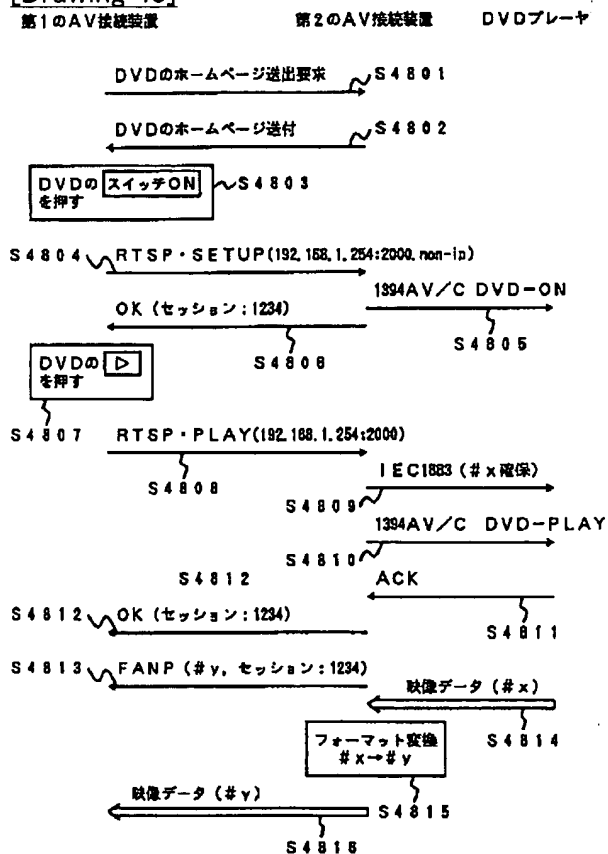 [Drawing 48]
第1のAV接続装置 第2のAV接続装置 DVDプレーヤ
DVDのホームページ送出要求 S4801
DVDのホームページ送付 S4802
DVDの スイッチON S4803
を押す
S4804 RTSP・SETUP(192.168.1.254:2000.non-ip)
1394AV/C DVD-ON
OK(セッション:1234)
S4805
S4806
DVDの ▷
を押す
S4807 RTSP・PLAY(192.168.1.254:2000)
S4808
IEC1883(#x確保)
S4809
1394AV/C DVD-PLAY
S4810
S4812 ACK
S4812 OK(セッション:1234)
S4811
S4813 FANP(#y,セッション:1234)
映像データ(#x)
フォーマット変換 S4814
#x→#y
映像データ(#y)
S4815
S4816